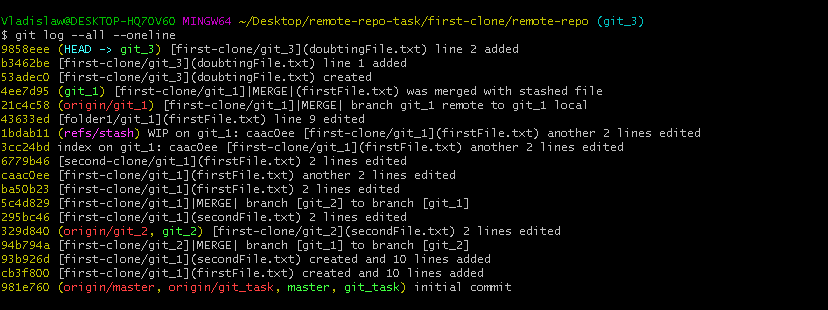 Vladislaw@DESKTOP-HQ7OV60 MINGW64 ~/Desktop/remote-repo-task/first-clone/remote-repo (git_3)
$ git log --all --oneline
9858eee (HEAD -> git_3) [first-clone/git_3](doubtingFile.txt) line 2 added
b3462be [first-clone/git_3](doubtingFile.txt) line 1 added
53adec0 [first-clone/git_3](doubtingFile.txt) created
4ee7d95 (git_1) [first-clone/git_1]|MERGE|(firstFile.txt) was merged with stashed file
21c4c58 (origin/git_1) [first-clone/git_1]|MERGE| branch git_1 remote to git_1 local
43633ed [folder1/git_1](firstFile.txt) line 9 edited
1bdab11 (refs/stash) WIP on git_1: caac0ee [first-clone/git_1](firstFile.txt) another 2 lines edited
3cc24bd index on git_1: caac0ee [first-clone/git_1](firstFile.txt) another 2 lines edited
6779b46 [second-clone/git_1](firstFile.txt) 2 lines edited
caac0ee [first-clone/git_1](firstFile.txt) another 2 lines edited
ba50b23 [first-clone/git_1](firstFile.txt) 2 lines edited
5c4d829 [first-clone/git_1]|MERGE| branch [git_2] to branch [git_1]
295bc46 [first-clone/git_1](secondFile.txt) 2 lines edited
329d840 (origin/git_2, git_2) [first-clone/git_2](secondFile.txt) 2 lines edited
94b794a [first-clone/git_2]|MERGE| branch [git_1] to branch [git_2]
93b926d [first-clone/git_1](secondFile.txt) created and 10 lines added
cb3f800 [first-clone/git_1](firstFile.txt) created and 10 lines added
981e760 (origin/master, origin/git_task, master, git_task) initial commit